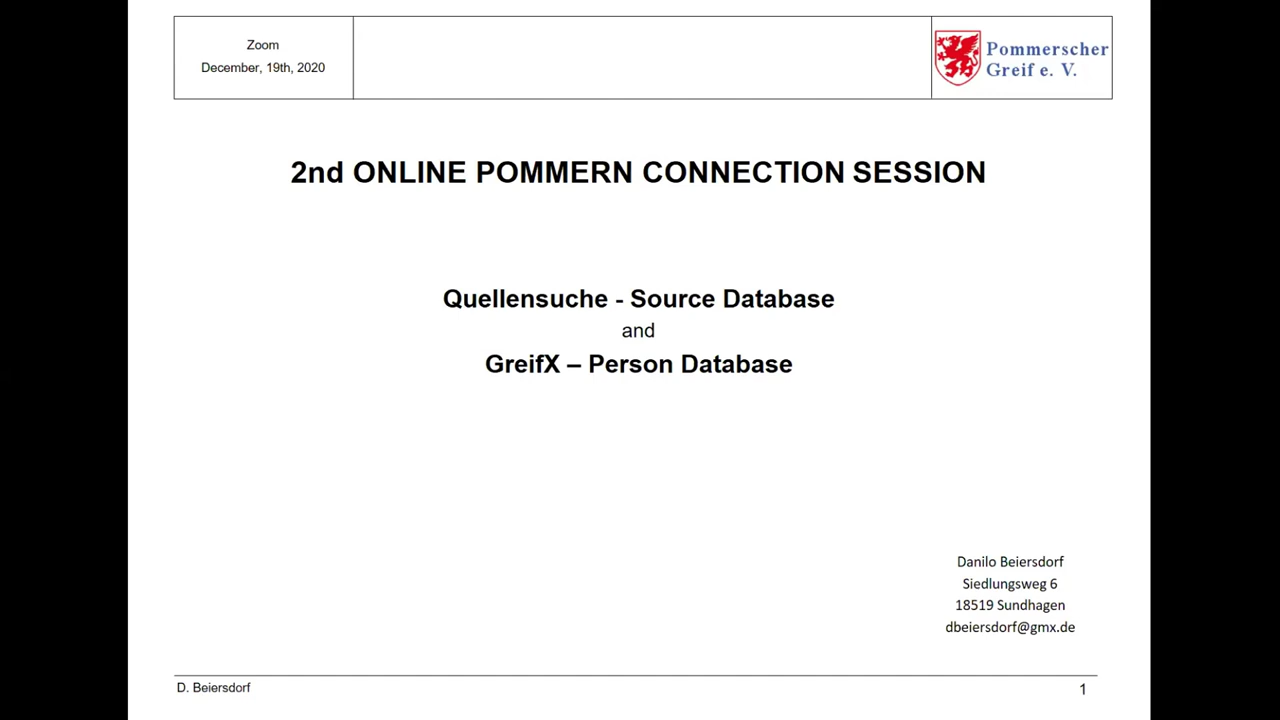 Zoom
December, 19th, 2020
Pommerscher
Greif e. V.
2nd ONLINE POMMERN CONNECTION SESSION
Quellensuche - Source Database
and
GreifX – Person Database
Danilo Beiersdorf
Siedlungsweg 6
18519 Sundhagen
dbeiersdorf@gmx.de
D. Beiersdorf
1